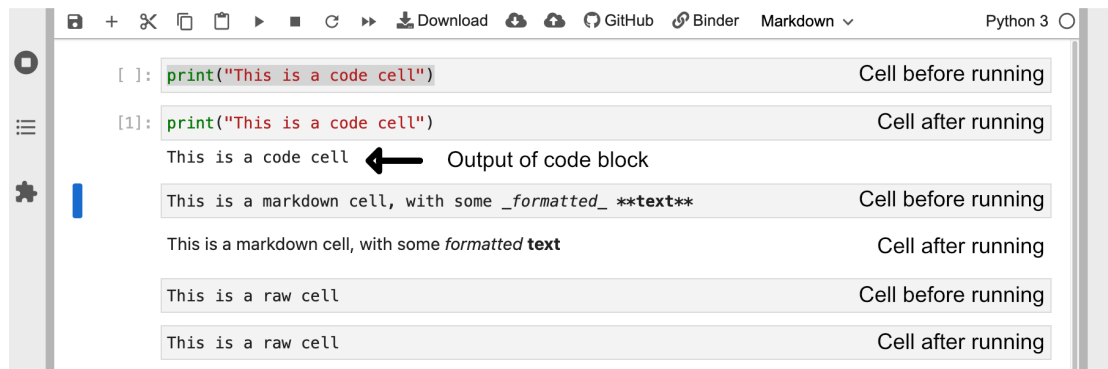 Download GitHub Binder Markdown Python 3
[ ]: print("This is a code cell") Cell before running
[1]: print("This is a code cell") Cell after running
This is a code cell Output of code block
This is a markdown cell, with some _formatted_ **text** Cell before running
This is a markdown cell, with some formatted text Cell after running
This is a raw cell Cell before running
This is a raw cell Cell after running